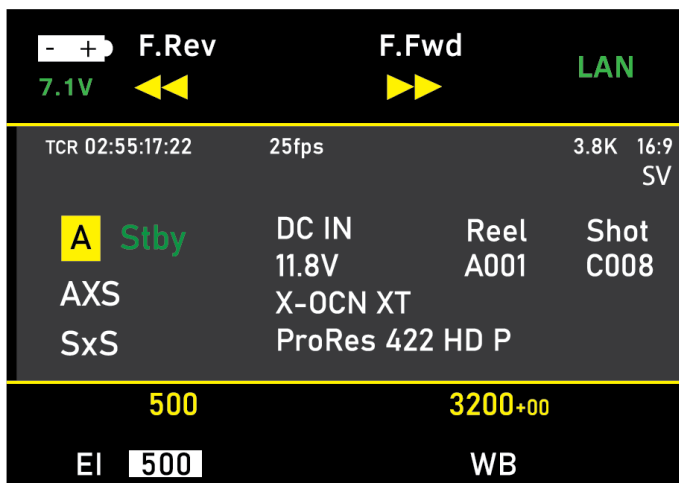 - + F.Rev F.Fwd LAN
7.1V
TCR 02:55:17:22 25fps 3.8K 16:9
SV
A Stby DC IN Reel Shot
11.8V A001 C008
AXS X-OCN XT
SxS ProRes 422 HD P
500 3200+00
EI 500 WB